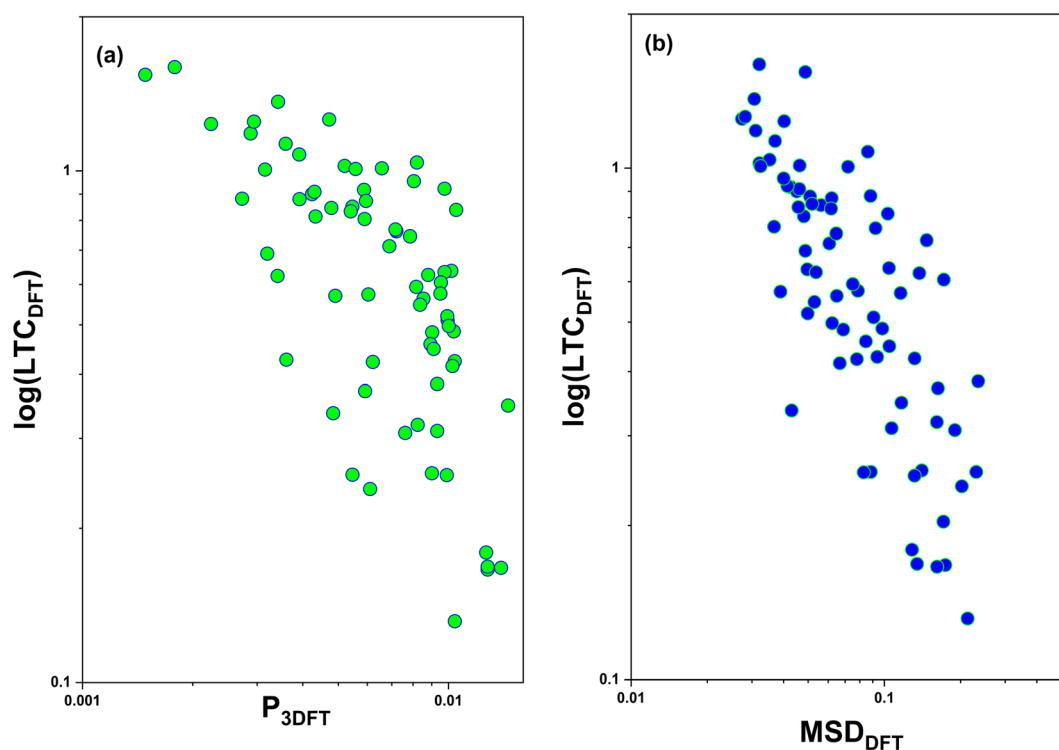 (a)
log(LTC_DFT)
1
0.1
0.001
0.01
P_3DFT
(b)
log(LTC_DFT)
1
0.1
0.01
0.1
MSD_DFT